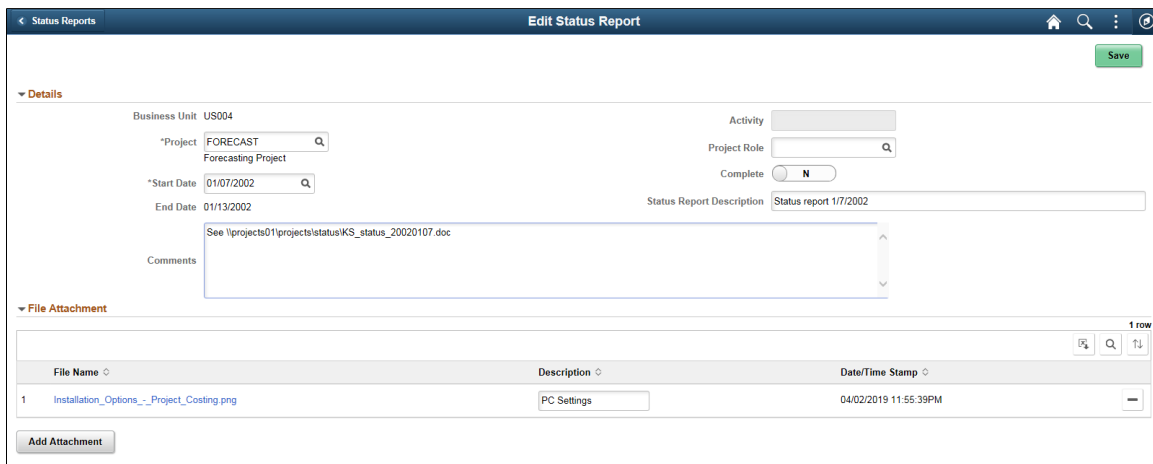 Status Reports
Edit Status Report
Save
Details
Business Unit US004
Activity
*Project FORECAST
Forecasting Project
Project Role
*Start Date 01/07/2002
Complete N
End Date 01/13/2002
Status Report Description Status report 1/7/2002
Comments See \\projects01\projects\status\KS_status_20020107.doc
File Attachment
1 row
File Name Description Date/Time Stamp
1 Installation_Options_-_Project_Costing.png PC Settings 04/02/2019 11:55:39PM
Add Attachment